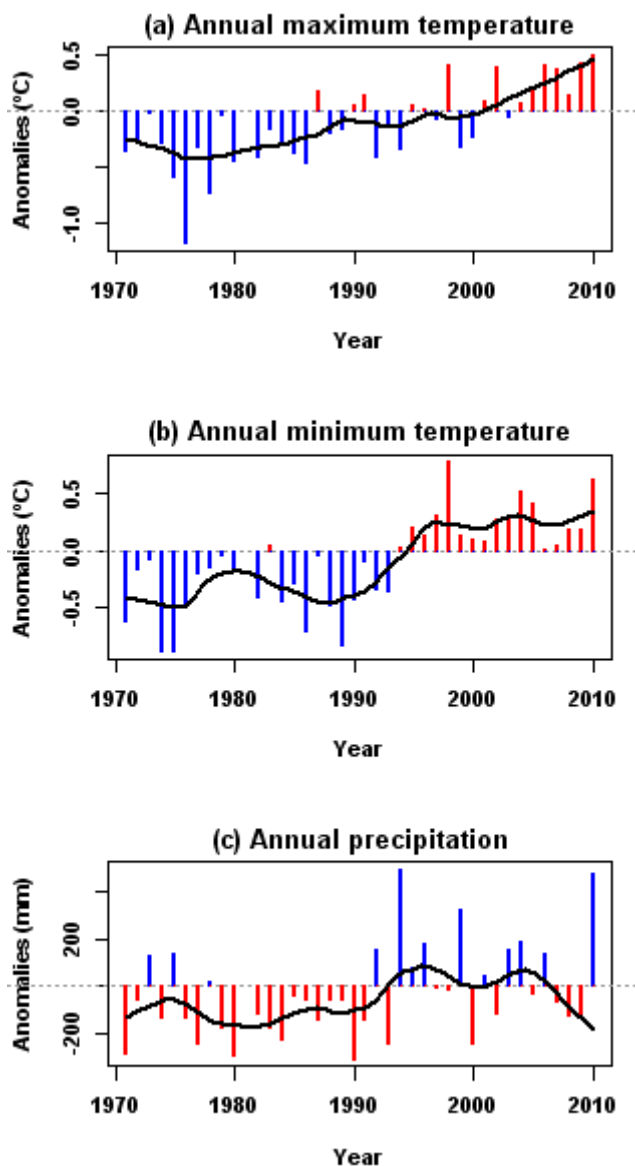 (a) Annual maximum temperature
Anomalies (°C)
0.5
0.0
-1.0
1970 1980 1990 2000 2010
Year
(b) Annual minimum temperature
Anomalies (°C)
0.5
0.0
-0.5
1970 1980 1990 2000 2010
Year
(c) Annual precipitation
Anomalies (mm)
200
-200
1970 1980 1990 2000 2010
Year